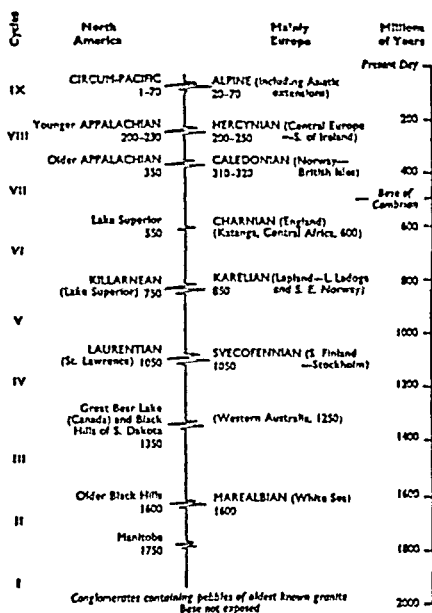 Cycles
North America
Mainly Europe
Millions of Years
Present Day
IX
CIRCUM-PACIFIC
1–70
ALPINE (Including Asiatic
20–70 extensions)
200
VIII
Younger APPALACHIAN
200–230
HERCYNIAN (Central Europe
200–250 —S. of Ireland)
Older APPALACHIAN
350
CALEDONIAN (Norway—
310–320 British Isles)
400
VII
Base of
Cambrian
Lake Superior
550
CHARNIAN (England)
(Katanga, Central Africa, 600)
600
VI
KILLARNEAN
(Lake Superior) 750
KARELIAN (Lapland—L. Ladoga
850 and S. E. Norway)
800
V
1000
LAURENTIAN
(St. Lawrence) 1050
SVECOFENNIAN (S. Finland
1050 —Stockholm)
IV
1200
Great Bear Lake
(Canada) and Black
Hills of S. Dakota
1350
(Western Australia, 1250)
1400
III
Older Black Hills
1600
MAREALBIAN (White Sea)
1600
1600
II
Manitoba
1750
1800
I
Conglomerates containing pebbles of oldest known granite
Base not exposed
2000